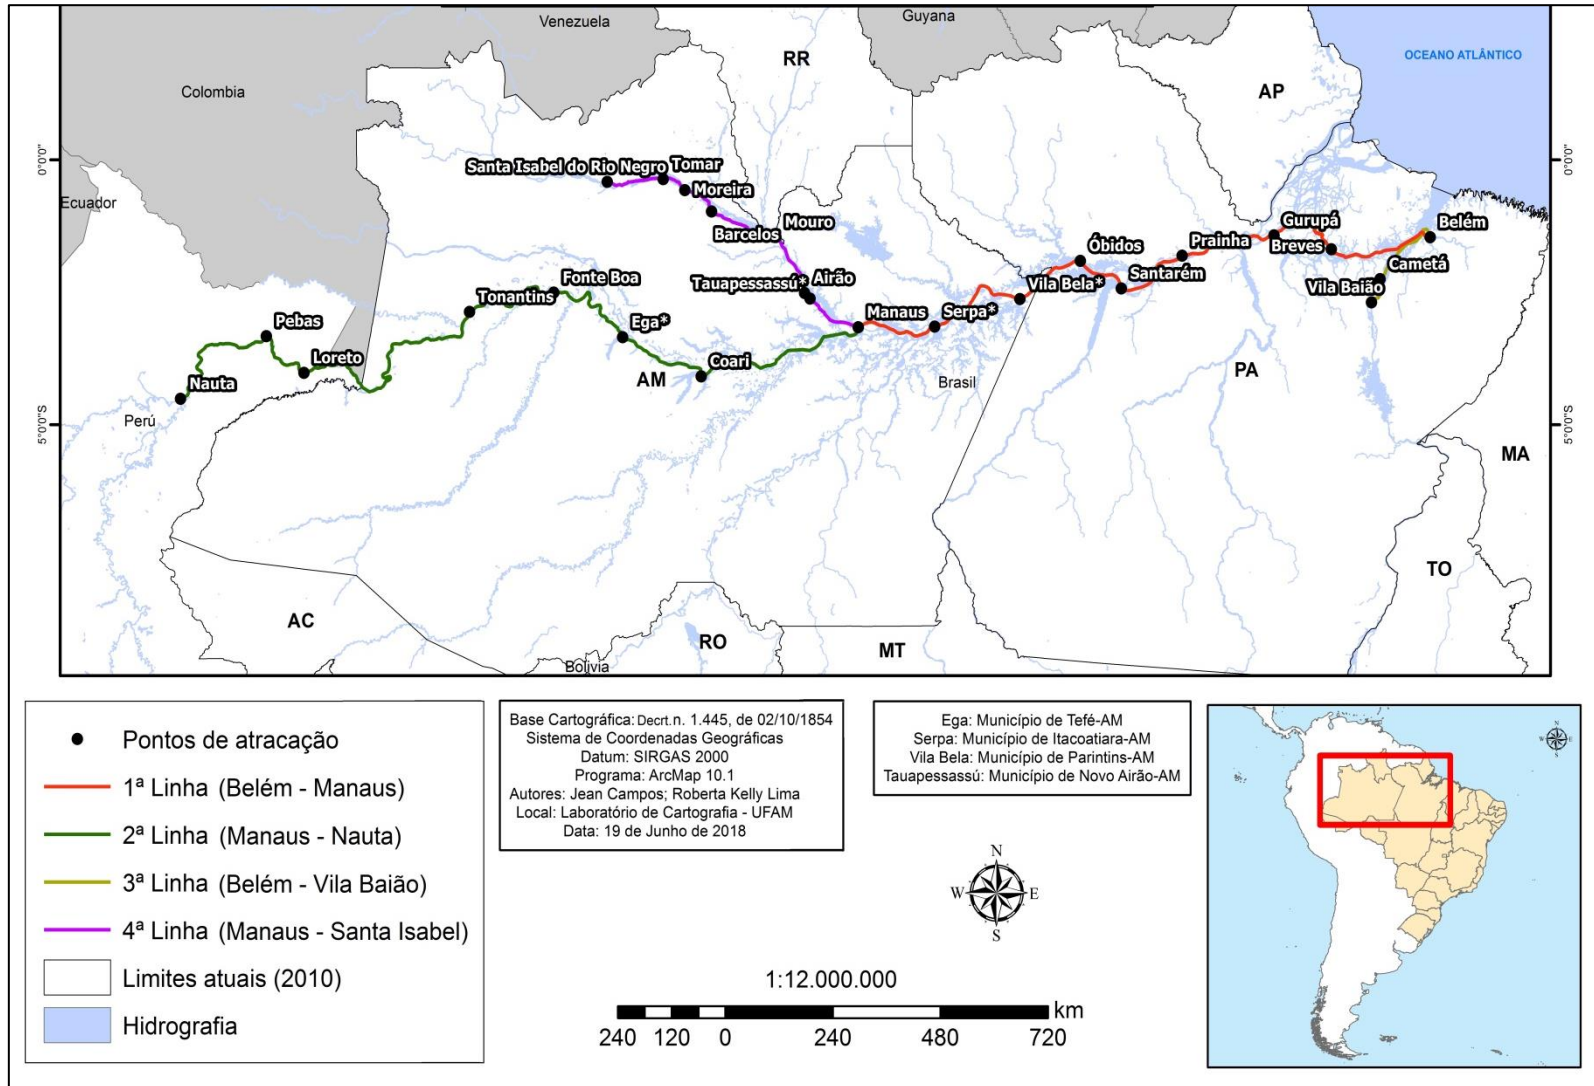 Venezuela
Guyana
OCEANO ATLÂNTICO
RR
AP
Colombia
0°0'0"
0°0'0"
Santa Isabel do Rio Negro
Tomar
Moreira
Ecuador
Barcelos
Mouro
Gurupá
Belém
Óbidos
Prainha
Breves
Cametá
Fonte Boa
Tauapessassú*
Airão
Santarém
Vila Bela*
Vila Baião
Tonantins
Manaus
Serpa*
Pebas
Ega*
Loreto
Coari
Nauta
AM
Brasil
PA
Perú
5°0'0"S
5°0'0"S
MA
TO
AC
RO
MT
Bolivia
Pontos de atracação
1ª Linha (Belém - Manaus)
2ª Linha (Manaus - Nauta)
3ª Linha (Belém - Vila Baião)
4ª Linha (Manaus - Santa Isabel)
Limites atuais (2010)
Hidrografia
Base Cartográfica: Decrt. n. 1.445, de 02/10/1854
Sistema de Coordenadas Geográficas
Datum: SIRGAS 2000
Programa: ArcMap 10.1
Autores: Jean Campos; Roberta Kelly Lima
Local: Laboratório de Cartografia - UFAM
Data: 19 de Junho de 2018
Ega: Município de Tefé-AM
Serpa: Município de Itacoatiara-AM
Vila Bela: Município de Parintins-AM
Tauapessassú: Município de Novo Airão-AM
N
W E
S
1:12.000.000
km
240 120 0 240 480 720
N
W E
S